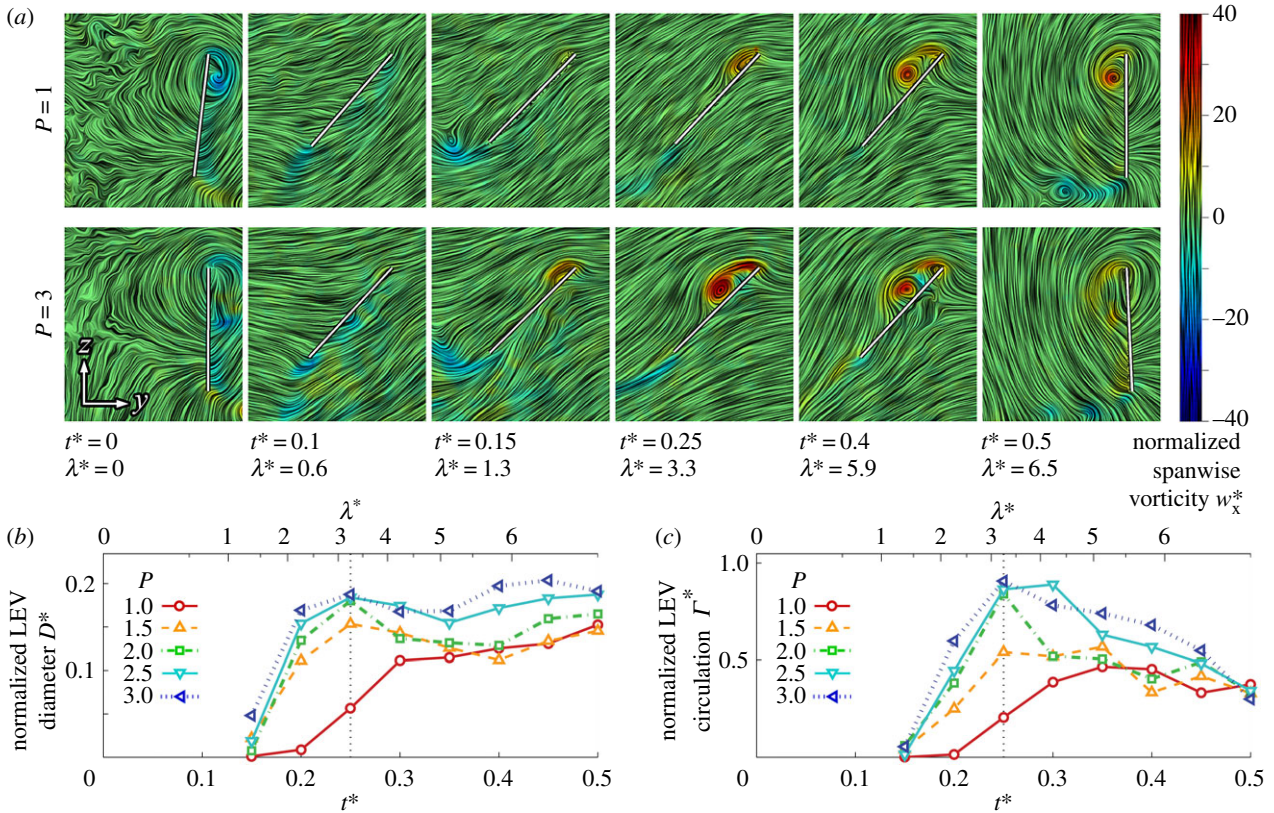 (a)
P = 1
P = 3
z
y
40
20
0
–20
–40
t* = 0
λ* = 0
t* = 0.1
λ* = 0.6
t* = 0.15
λ* = 1.3
t* = 0.25
λ* = 3.3
t* = 0.4
λ* = 5.9
t* = 0.5
λ* = 6.5
normalized
spanwise
vorticity w*x
(b)
λ*
0 1 2 3 4 5 6
normalized LEV
diameter D*
0.2
0.1
0
P
1.0
1.5
2.0
2.5
3.0
0.1 0.2 0.3 0.4 0.5
t*
(c)
λ*
0 1 2 3 4 5 6
normalized LEV
circulation Γ*
1.0
0.5
0
P
1.0
1.5
2.0
2.5
3.0
0.1 0.2 0.3 0.4 0.5
t*